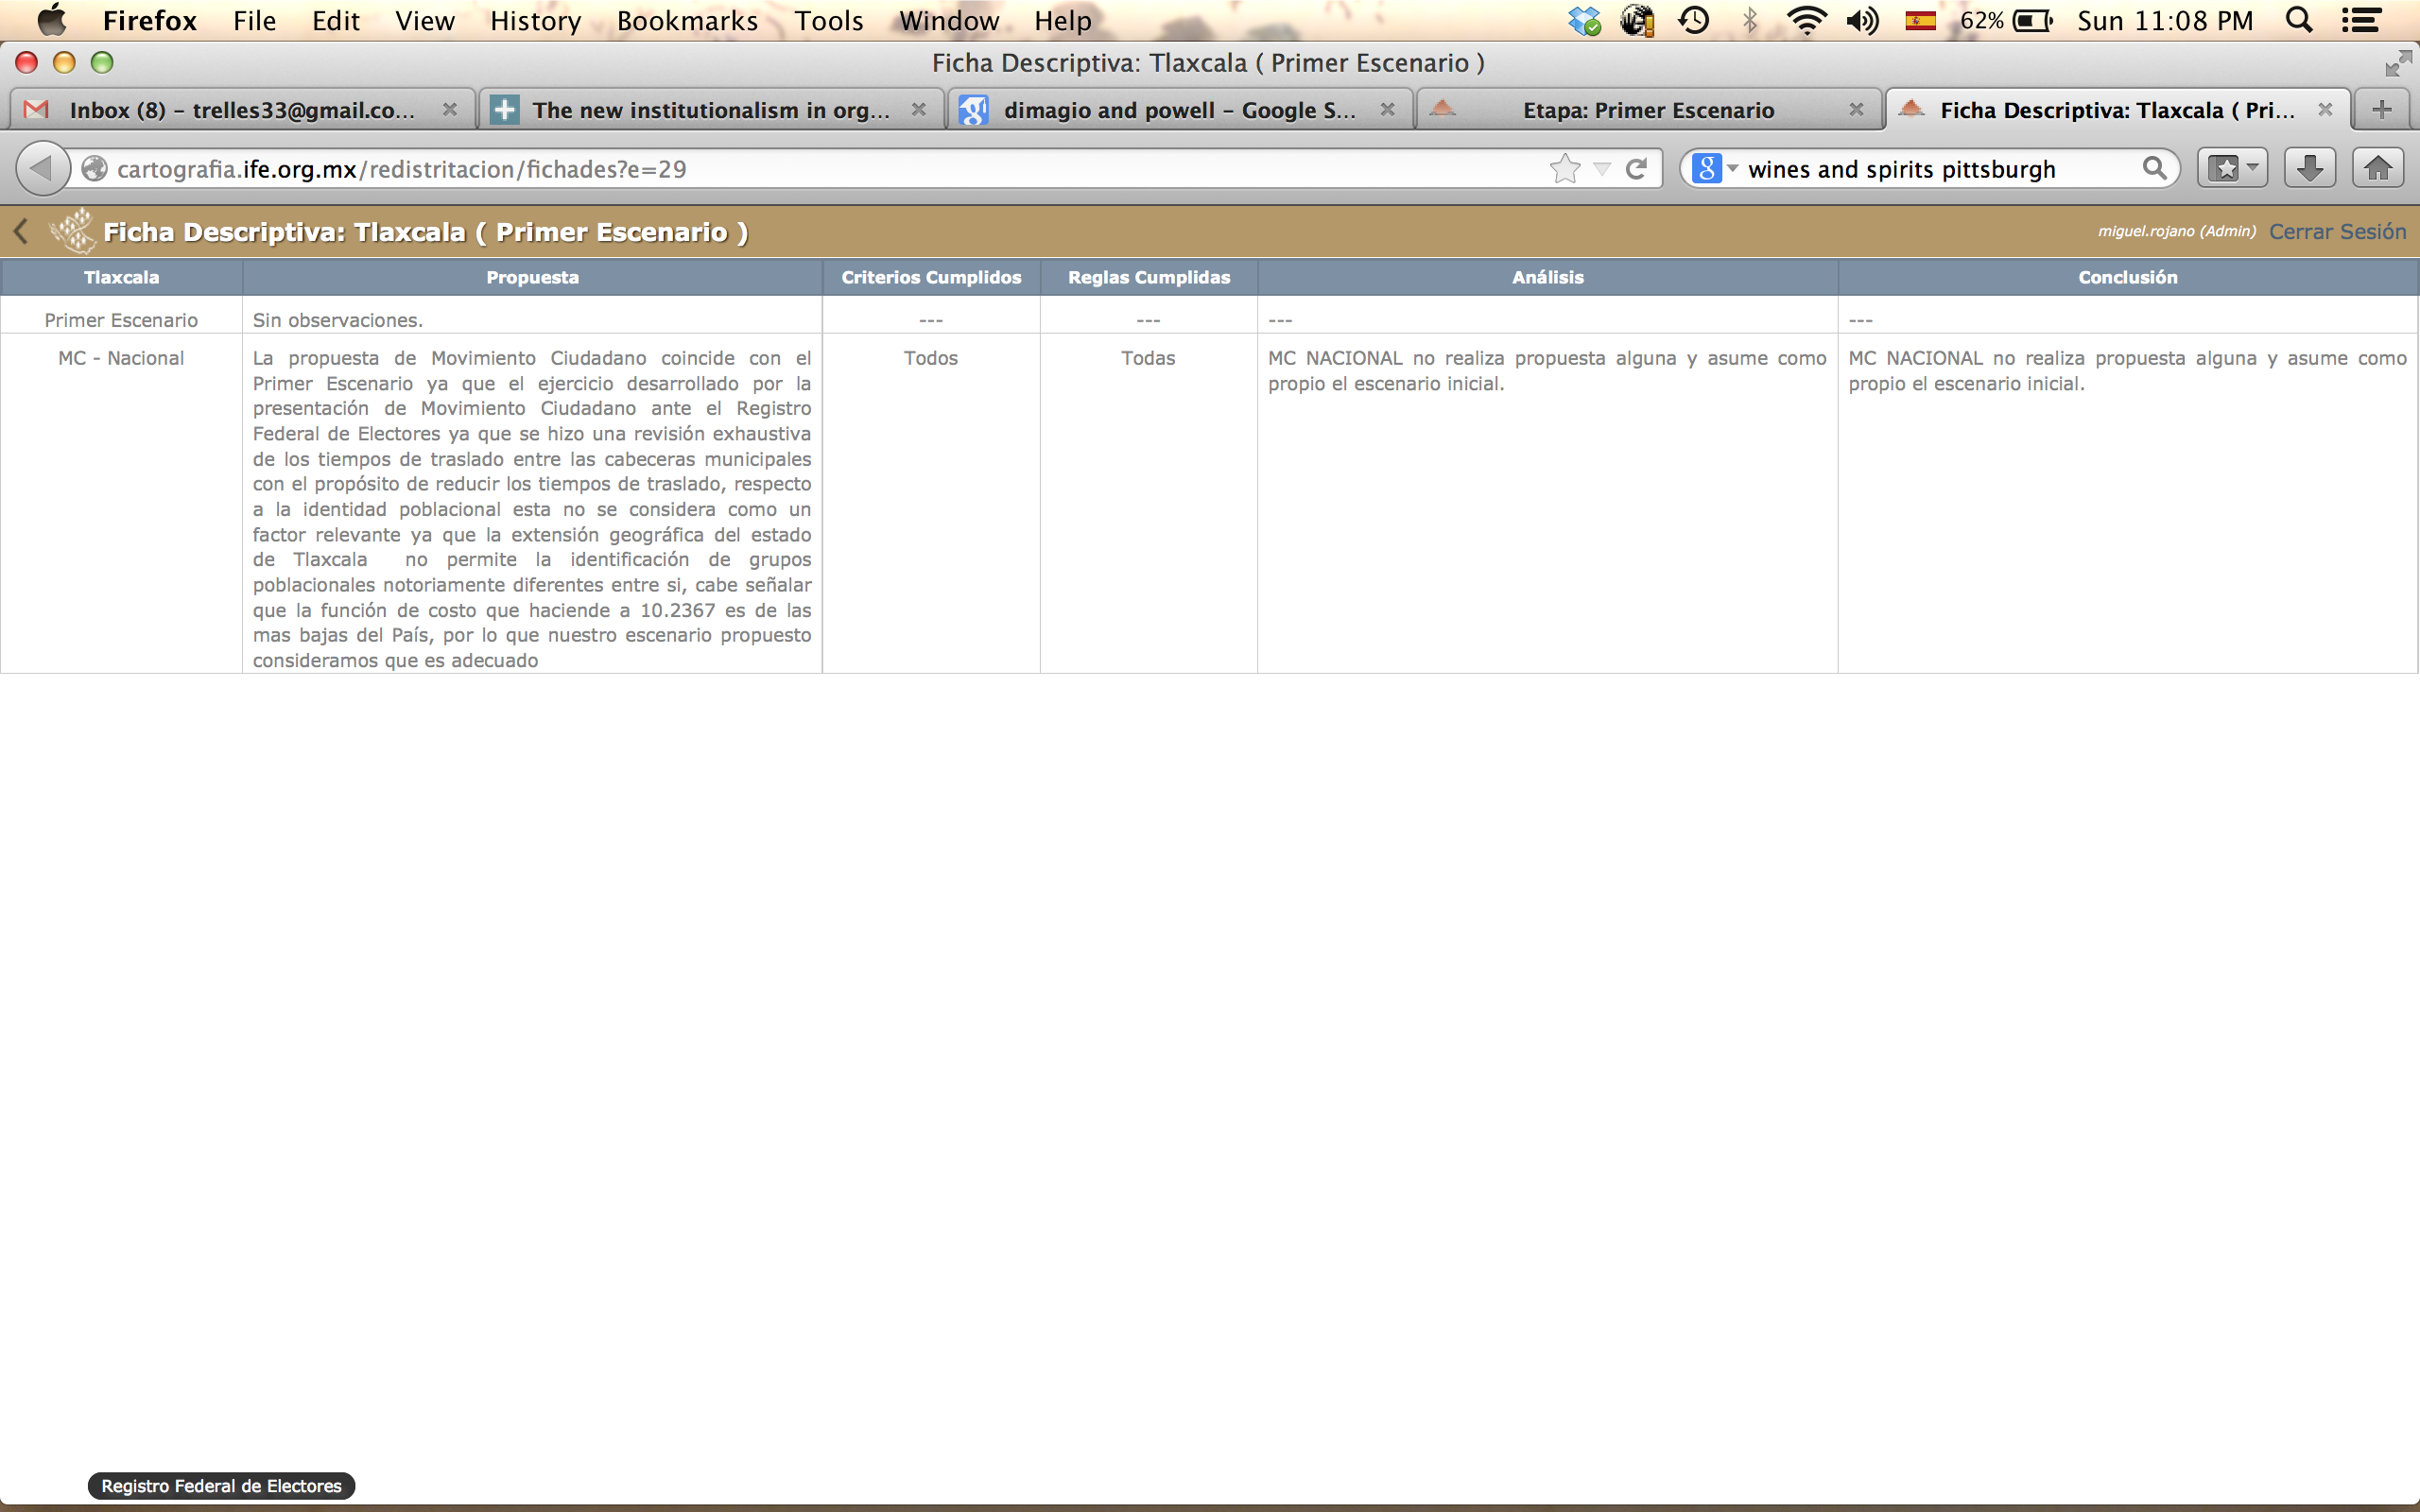 Firefox File Edit View History Bookmarks Tools Window Help 62% Sun 11:08 PM
Ficha Descriptiva: Tlaxcala ( Primer Escenario )
Inbox (8) – trelles33@gmail.co... The new institutionalism in org... dimagio and powell – Google S... Etapa: Primer Escenario Ficha Descriptiva: Tlaxcala ( Pri...
cartografia.ife.org.mx/redistritacion/fichades?e=29 wines and spirits pittsburgh
Ficha Descriptiva: Tlaxcala ( Primer Escenario ) miguel.rojano (Admin) Cerrar Sesión
Tlaxcala Propuesta Criterios Cumplidos Reglas Cumplidas Análisis Conclusión
Primer Escenario Sin observaciones. --- --- --- ---
MC - Nacional
La propuesta de Movimiento Ciudadano coincide con el
Primer Escenario ya que el ejercicio desarrollado por la
presentación de Movimiento Ciudadano ante el Registro
Federal de Electores ya que se hizo una revisión exhaustiva
de los tiempos de traslado entre las cabeceras municipales
con el propósito de reducir los tiempos de traslado, respecto
a la identidad poblacional esta no se considera como un
factor relevante ya que la extensión geográfica del estado
de Tlaxcala no permite la identificación de grupos
poblacionales notoriamente diferentes entre si, cabe señalar
que la función de costo que haciende a 10.2367 es de las
mas bajas del País, por lo que nuestro escenario propuesto
consideramos que es adecuado
Todos
Todas
MC NACIONAL no realiza propuesta alguna y asume como
propio el escenario inicial.
MC NACIONAL no realiza propuesta alguna y asume como
propio el escenario inicial.
Registro Federal de Electores